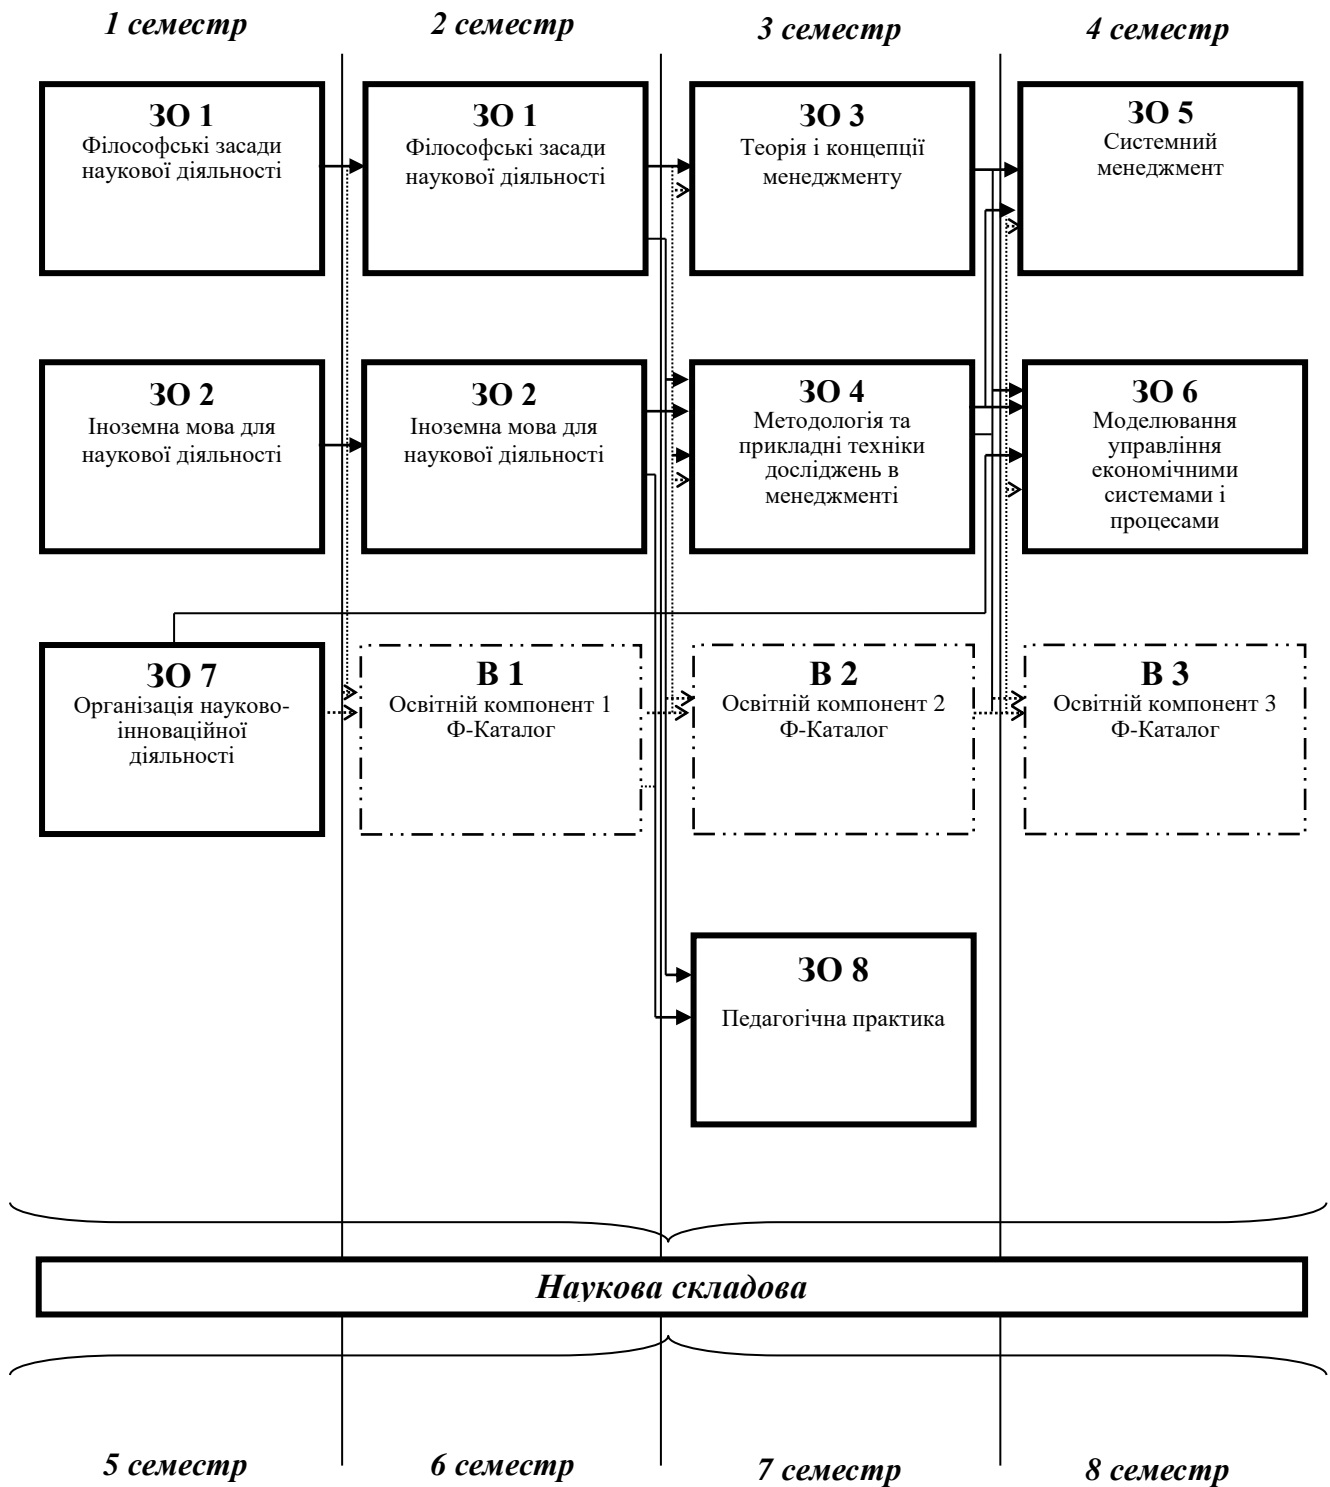 1 семестр
2 семестр
3 семестр
4 семестр
ЗО 1
Філософські засади
наукової діяльності
ЗО 1
Філософські засади
наукової діяльності
ЗО 3
Теорія і концепції
менеджменту
ЗО 5
Системний
менеджмент
ЗО 2
Іноземна мова для
наукової діяльності
ЗО 2
Іноземна мова для
наукової діяльності
ЗО 4
Методологія та
прикладні техніки
досліджень в
менеджменті
ЗО 6
Моделювання
управління
економічними
системами і
процесами
ЗО 7
Організація науково-
інноваційної
діяльності
В 1
Освітній компонент 1
Ф-Каталог
В 2
Освітній компонент 2
Ф-Каталог
В 3
Освітній компонент 3
Ф-Каталог
ЗО 8
Педагогічна практика
Наукова складова
5 семестр
6 семестр
7 семестр
8 семестр